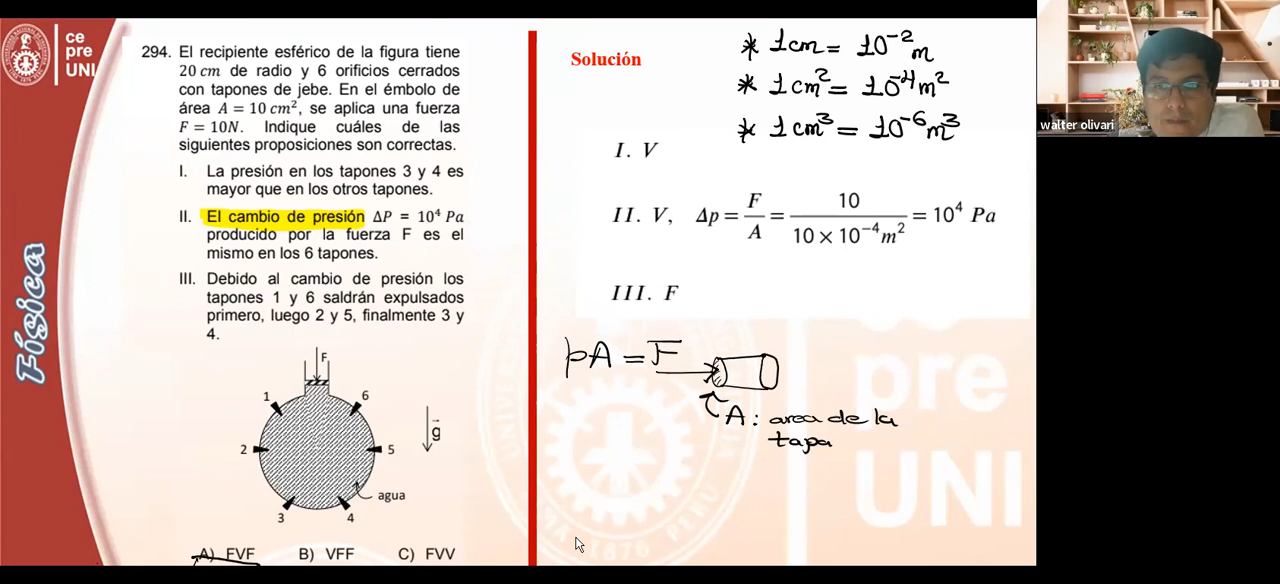 ce
pre
UNI
Física
294. El recipiente esférico de la figura tiene
20 cm de radio y 6 orificios cerrados
con tapones de jebe. En el émbolo de
área A = 10 cm², se aplica una fuerza
F = 10N. Indique cuáles de las
siguientes proposiciones son correctas.
I. La presión en los tapones 3 y 4 es
mayor que en los otros tapones.
II. El cambio de presión ΔP = 10⁴ Pa
producido por la fuerza F es el
mismo en los 6 tapones.
III. Debido al cambio de presión los
tapones 1 y 6 saldrán expulsados
primero, luego 2 y 5, finalmente 3 y
4.
F
1
6
2
5
g
agua
3
4
A) FVF B) VFF C) FVV
Solución
* 1cm = 10⁻² m
* 1cm² = 10⁻⁴ m²
* 1cm³ = 10⁻⁶ m³
I. V
II. V, Δp = F/A = 10/(10 × 10⁻⁴ m²) = 10⁴ Pa
III. F
pA = F
A: area de la
tapa
pre
UNI
1876
walter olivari